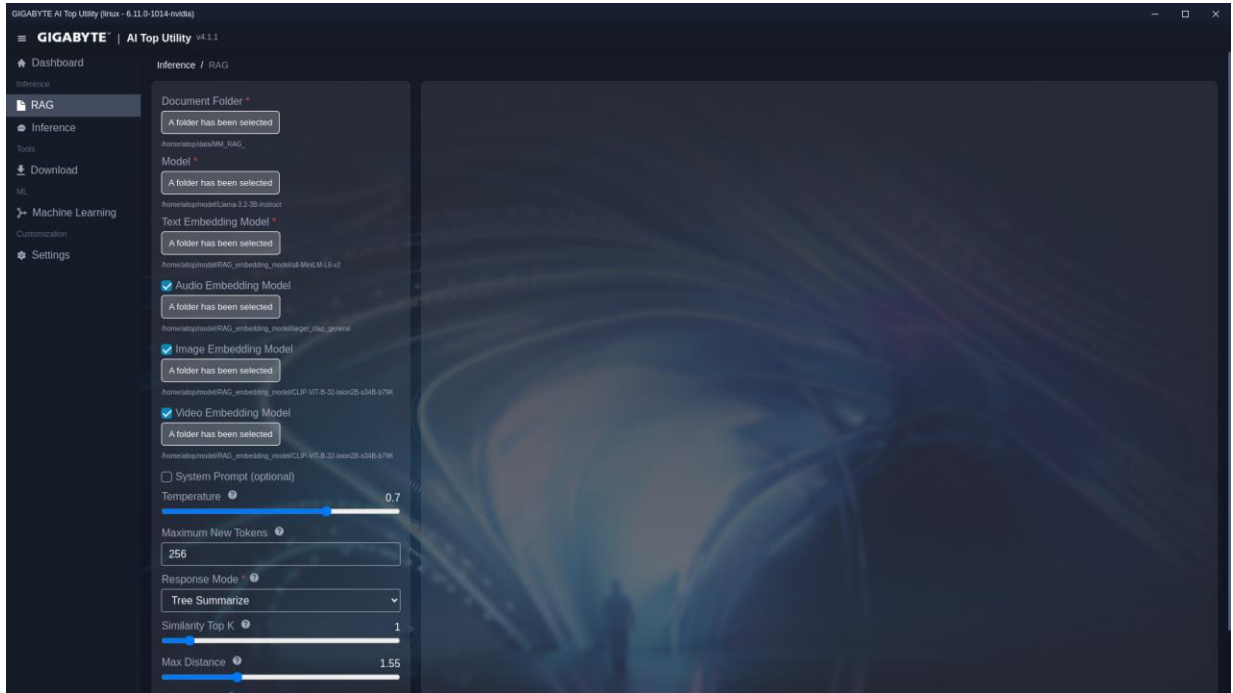 GIGABYTE AI Top Utility (linux - 6.11.0-1014-nvidia)
GIGABYTE™ | AI Top Utility v4.1.1
Dashboard
Inference
RAG
Inference
Tools
Download
ML
Machine Learning
Customization
Settings
Inference / RAG
Document Folder *
A folder has been selected
/home/aitop/data/MM_RAG_
Model *
A folder has been selected
/home/aitop/model/Llama-3.2-3B-Instruct
Text Embedding Model *
A folder has been selected
/home/aitop/model/RAG_embedding_model/all-MiniLM-L6-v2
Audio Embedding Model
A folder has been selected
/home/aitop/model/RAG_embedding_model/larger_clap_general
Image Embedding Model
A folder has been selected
/home/aitop/model/RAG_embedding_model/CLIP-ViT-B-32-laion2B-s34B-b79K
Video Embedding Model
A folder has been selected
/home/aitop/model/RAG_embedding_model/CLIP-ViT-B-32-laion2B-s34B-b79K
System Prompt (optional)
Temperature 0.7
Maximum New Tokens
256
Response Mode *
Tree Summarize
Similarity Top K 1
Max Distance 1.55